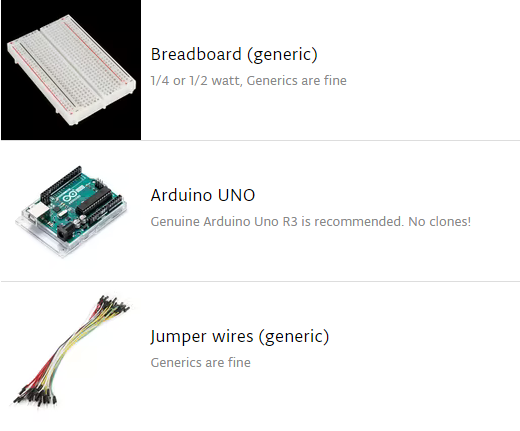 Breadboard (generic)
1/4 or 1/2 watt, Generics are fine
Arduino UNO
Genuine Arduino Uno R3 is recommended. No clones!
Jumper wires (generic)
Generics are fine